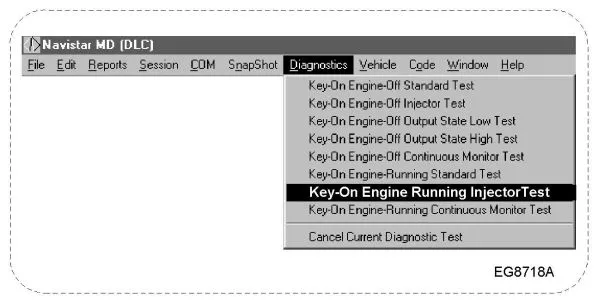 Navistar MD (DLC)
File Edit Reports Session COM SnapShot Diagnostics Vehicle Code Window Help
Key-On Engine-Off Standard Test
Key-On Engine-Off Injector Test
Key-On Engine-Off Output State Low Test
Key-On Engine-Off Output State High Test
Key-On Engine-Off Continuous Monitor Test
Key-On Engine-Running Standard Test
Key-On Engine Running InjectorTest
Key-On Engine-Running Continuous Monitor Test
Cancel Current Diagnostic Test
EG8718A